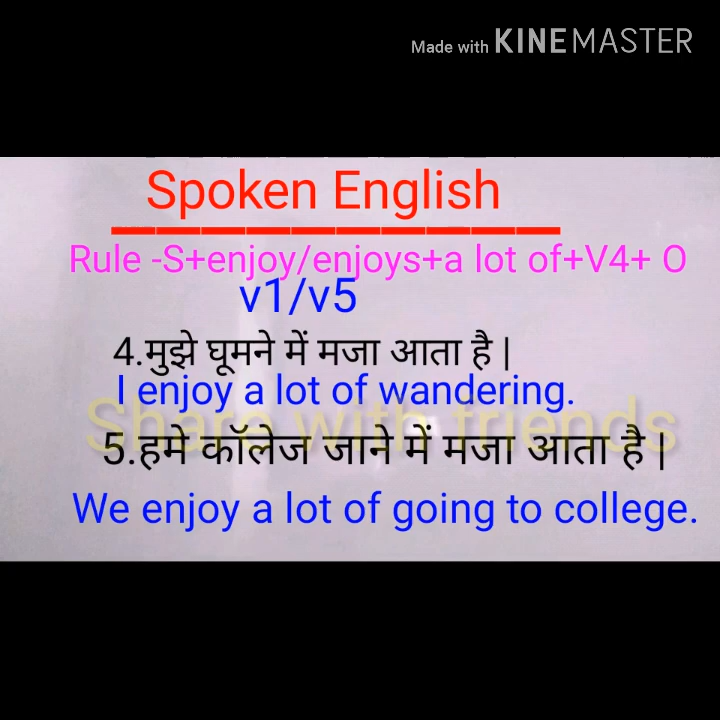 Made with KINEMASTER
Spoken English
Rule -S+enjoy/enjoys+a lot of+V4+ O
v1/v5
4.मुझे घूमने में मजा आता है |
I enjoy a lot of wandering.
Share with friends
5.हमे कॉलेज जाने में मजा आता है |
We enjoy a lot of going to college.